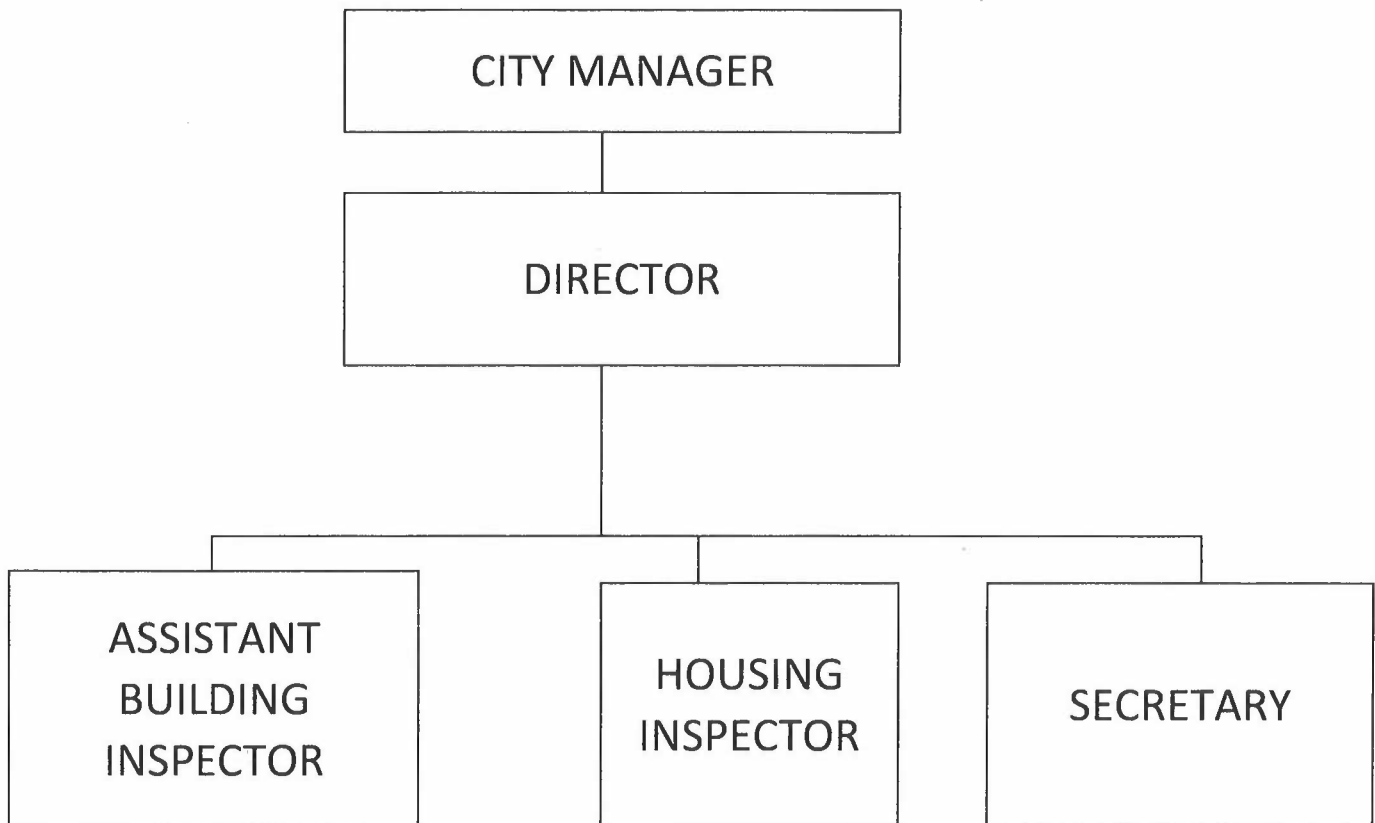 CITY MANAGER
DIRECTOR
ASSISTANT
BUILDING
INSPECTOR
HOUSING
INSPECTOR
SECRETARY